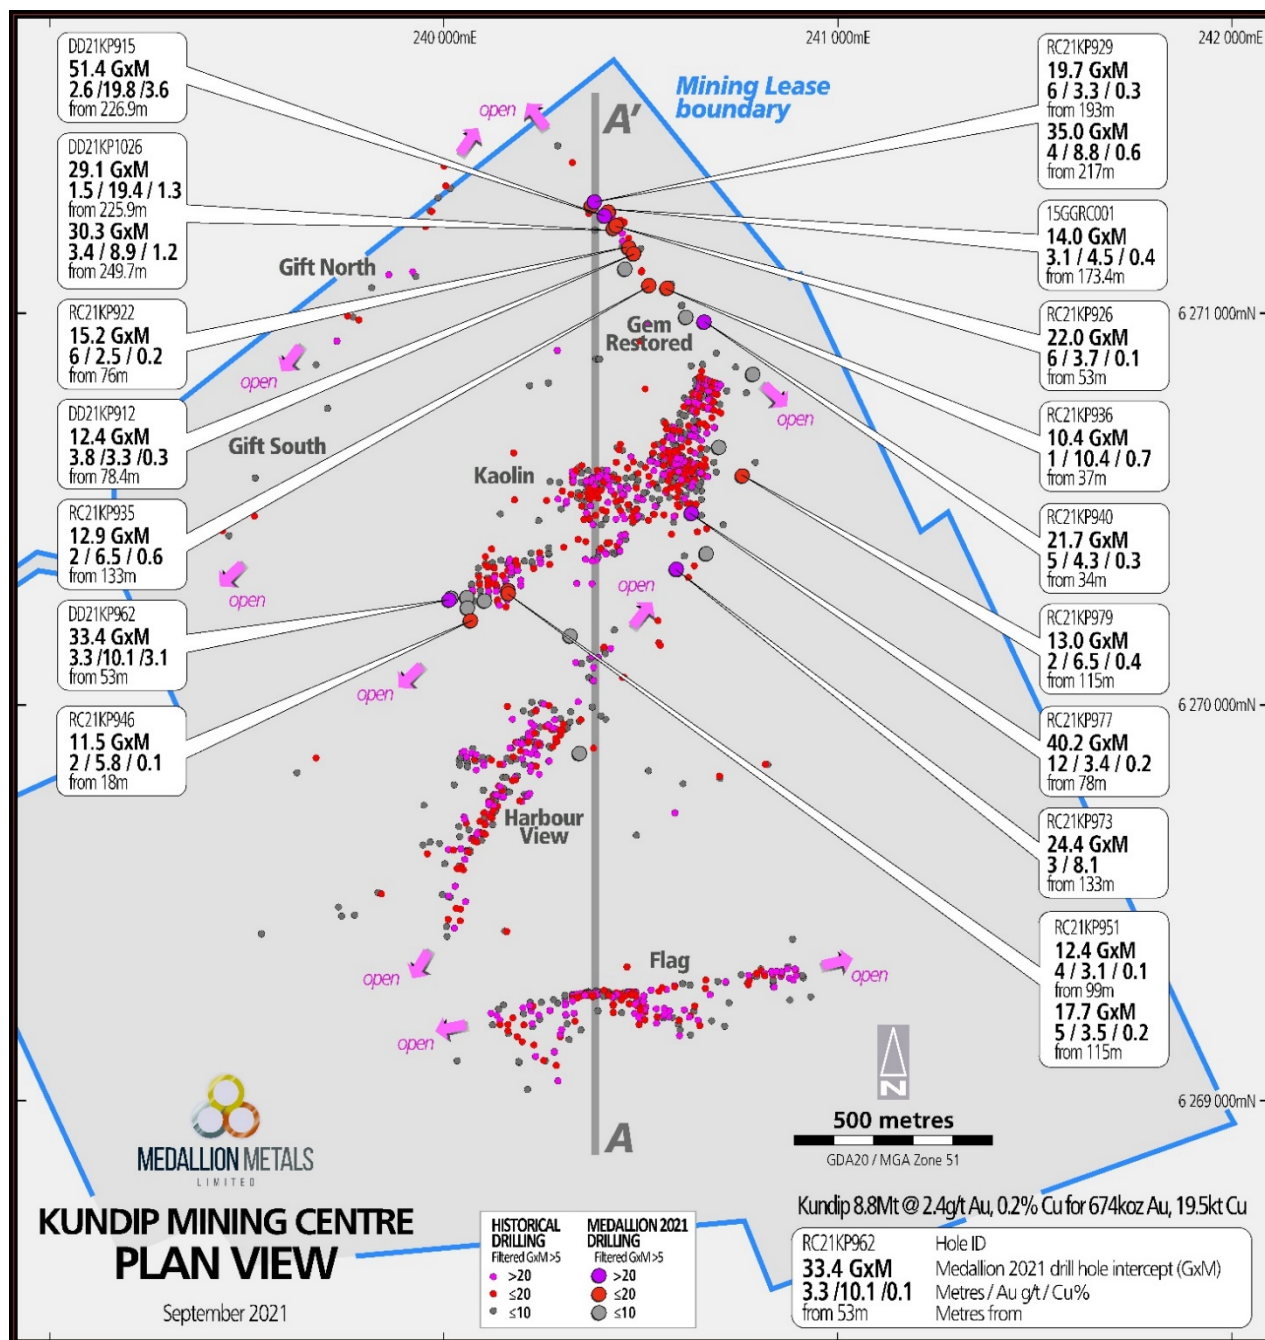 240 000mE
241 000mE
242 000mE
DD21KP915
51.4 GxM
2.6 /19.8 /3.6
from 226.9m
DD21KP1026
29.1 GxM
1.5 / 19.4 / 1.3
from 225.9m
30.3 GxM
3.4 / 8.9 / 1.2
from 249.7m
RC21KP922
15.2 GxM
6 / 2.5 / 0.2
from 76m
DD21KP912
12.4 GxM
3.8 /3.3 /0.3
from 78.4m
RC21KP935
12.9 GxM
2 / 6.5 / 0.6
from 133m
DD21KP962
33.4 GxM
3.3 /10.1 /3.1
from 53m
RC21KP946
11.5 GxM
2 / 5.8 / 0.1
from 18m
open
open
A'
Mining Lease
boundary
Gift North
open
Gift South
open
Gem
Restored
open
Kaolin
open
open
Harbour
View
open
Flag
open
open
A
RC21KP929
19.7 GxM
6 / 3.3 / 0.3
from 193m
35.0 GxM
4 / 8.8 / 0.6
from 217m
15GGRC001
14.0 GxM
3.1 / 4.5 / 0.4
from 173.4m
RC21KP926
22.0 GxM
6 / 3.7 / 0.1
from 53m
RC21KP936
10.4 GxM
1 / 10.4 / 0.7
from 37m
RC21KP940
21.7 GxM
5 / 4.3 / 0.3
from 34m
RC21KP979
13.0 GxM
2 / 6.5 / 0.4
from 115m
RC21KP977
40.2 GxM
12 / 3.4 / 0.2
from 78m
RC21KP973
24.4 GxM
3 / 8.1
from 133m
RC21KP951
12.4 GxM
4 / 3.1 / 0.1
from 99m
17.7 GxM
5 / 3.5 / 0.2
from 115m
6 271 000mN
6 270 000mN
6 269 000mN
N
500 metres
GDA20 / MGA Zone 51
MEDALLION METALS
LIMITED
KUNDIP MINING CENTRE
PLAN VIEW
September 2021
HISTORICAL
DRILLING
Filtered GxM >5
>20
≤20
≤10
MEDALLION 2021
DRILLING
Filtered GxM >5
>20
≤20
≤10
Kundip 8.8Mt @ 2.4g/t Au, 0.2% Cu for 674koz Au, 19.5kt Cu
RC21KP962 Hole ID
33.4 GxM Medallion 2021 drill hole intercept (GxM)
3.3 /10.1 /0.1 Metres / Au g/t / Cu%
from 53m Metres from